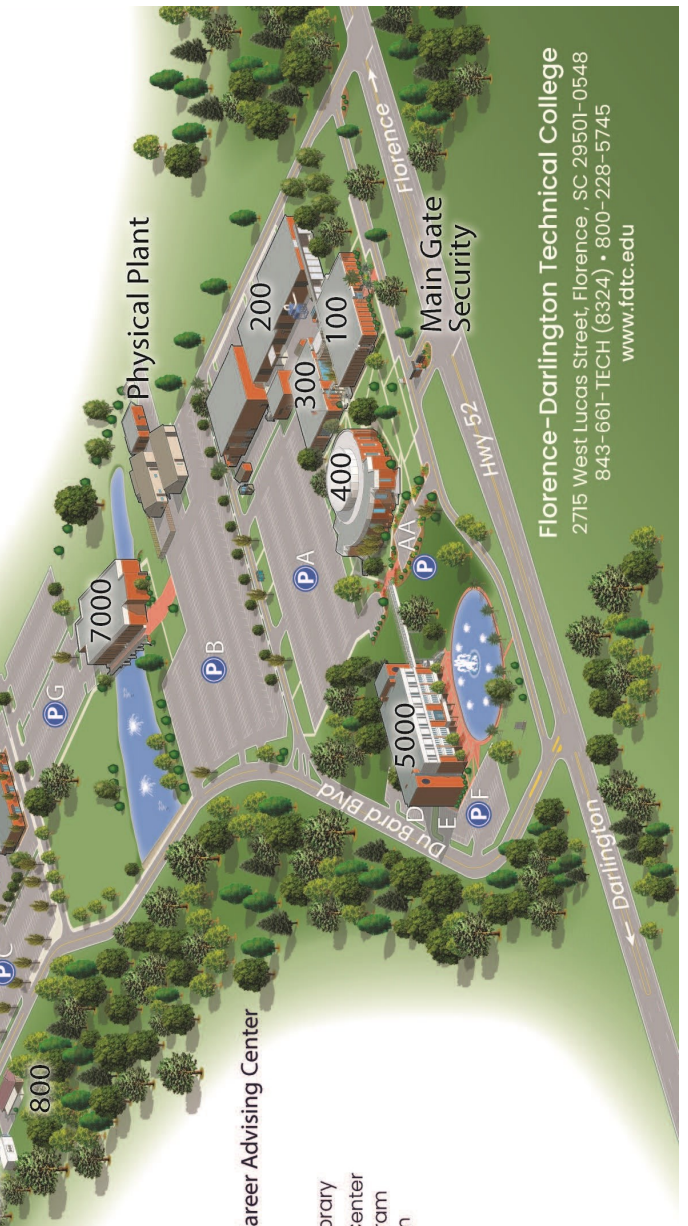 Physical Plant
200
300
100
400
Main Gate
Security
← Florence
Hwy 52
Darlington →
7000
P G
P B
P A
AA
P
5000
D
E
P F
Du Bard Blvd
P C
800
Career Advising Center
Florence-Darlington Technical College
2715 West Lucas Street, Florence, SC 29501-0548
843-661-TECH (8324) • 800-228-5745
www.fdtc.edu